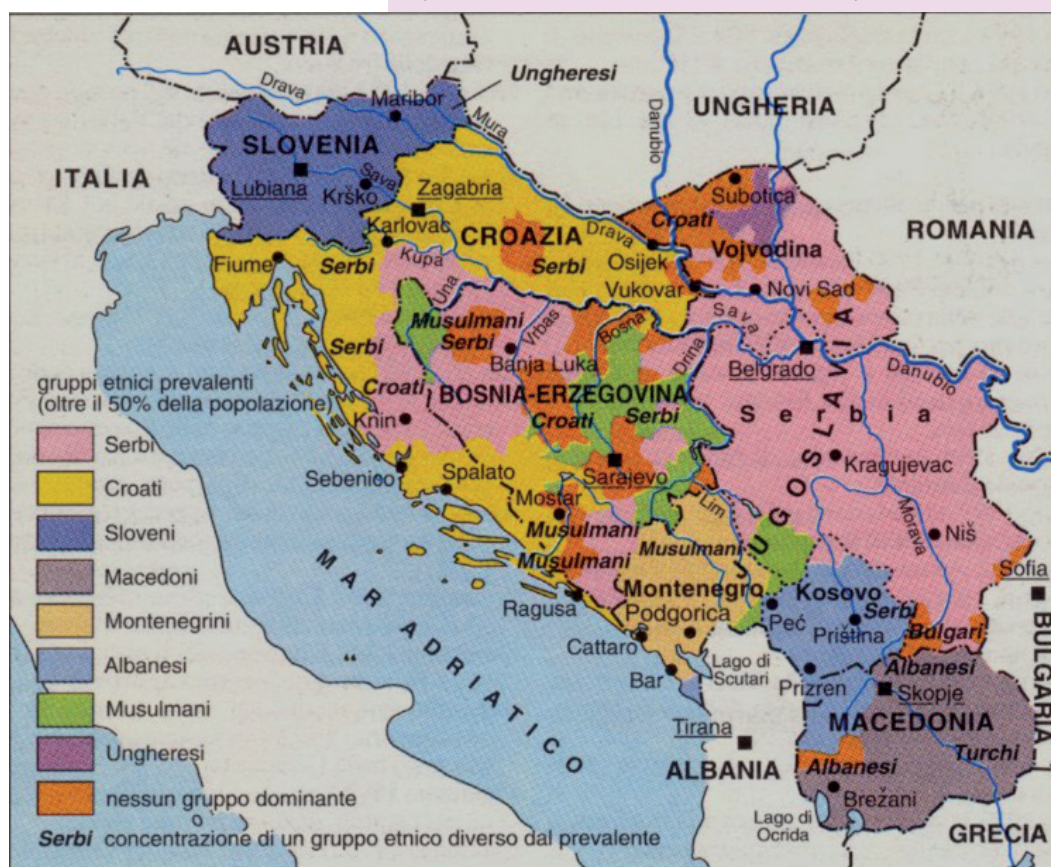 AUSTRIA
Drava
Maribor
Ungheresi
Mura
UNGHERIA
Danubio
SLOVENIA
ITALIA
Lubiana
Sava
Krško
Zagabria
Karlovac
CROAZIA
Drava
Croati
Subotica
Vojvodina
ROMANIA
Fiume
Serbi
Kupa
Serbi
Osijek
Vukovar
Novi Sad
Una
Musulmani
Serbi
Vrbas
Bosna
Sava
Drina
Banja Luka
Belgrado
Danubio
Serbi
Croati
BOSNIA-ERZEGOVINA
Serbia
JUGOSLAVIA
Knin
Croati
Serbi
Kragujevac
Sebenico
Spalato
Sarajevo
Mostar
Lim
Morava
Niš
Musulmani
Musulmani
Musulmani
Sofia
Ragusa
Montenegro
Kosovo
Podgorica
Peć
Serbi
Priština
Bulgari
Cattaro
Lago di
Scutari
Albanesi
BULGARIA
Bar
Prizren
Skopje
Tirana
MACEDONIA
Turchi
ALBANIA
Albanesi
Brežani
Lago di
Ocrida
GRECIA
MAR ADRIATICO
gruppi etnici prevalenti
(oltre il 50% della popolazione)
Serbi
Croati
Sloveni
Macedoni
Montenegrini
Albanesi
Musulmani
Ungheresi
nessun gruppo dominante
Serbi concentrazione di un gruppo etnico diverso dal prevalente